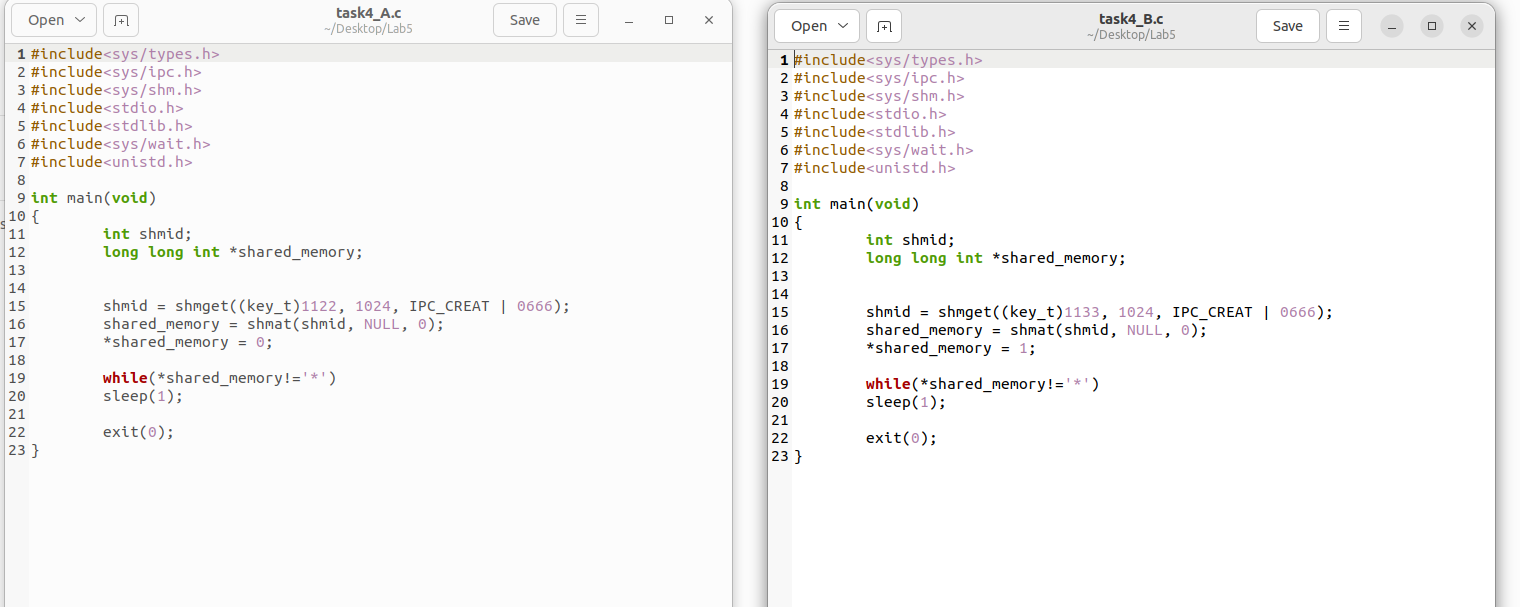 Open
task4_A.c
~/Desktop/Lab5
Save
1 #include<sys/types.h>
2 #include<sys/ipc.h>
3 #include<sys/shm.h>
4 #include<stdio.h>
5 #include<stdlib.h>
6 #include<sys/wait.h>
7 #include<unistd.h>
8
9 int main(void)
10 {
11         int shmid;
12         long long int *shared_memory;
13
14
15         shmid = shmget((key_t)1122, 1024, IPC_CREAT | 0666);
16         shared_memory = shmat(shmid, NULL, 0);
17         *shared_memory = 0;
18
19         while(*shared_memory!='*')
20         sleep(1);
21
22         exit(0);
23 }
Open
task4_B.c
~/Desktop/Lab5
Save
1 #include<sys/types.h>
2 #include<sys/ipc.h>
3 #include<sys/shm.h>
4 #include<stdio.h>
5 #include<stdlib.h>
6 #include<sys/wait.h>
7 #include<unistd.h>
8
9 int main(void)
10 {
11         int shmid;
12         long long int *shared_memory;
13
14
15         shmid = shmget((key_t)1133, 1024, IPC_CREAT | 0666);
16         shared_memory = shmat(shmid, NULL, 0);
17         *shared_memory = 1;
18
19         while(*shared_memory!='*')
20         sleep(1);
21
22         exit(0);
23 }